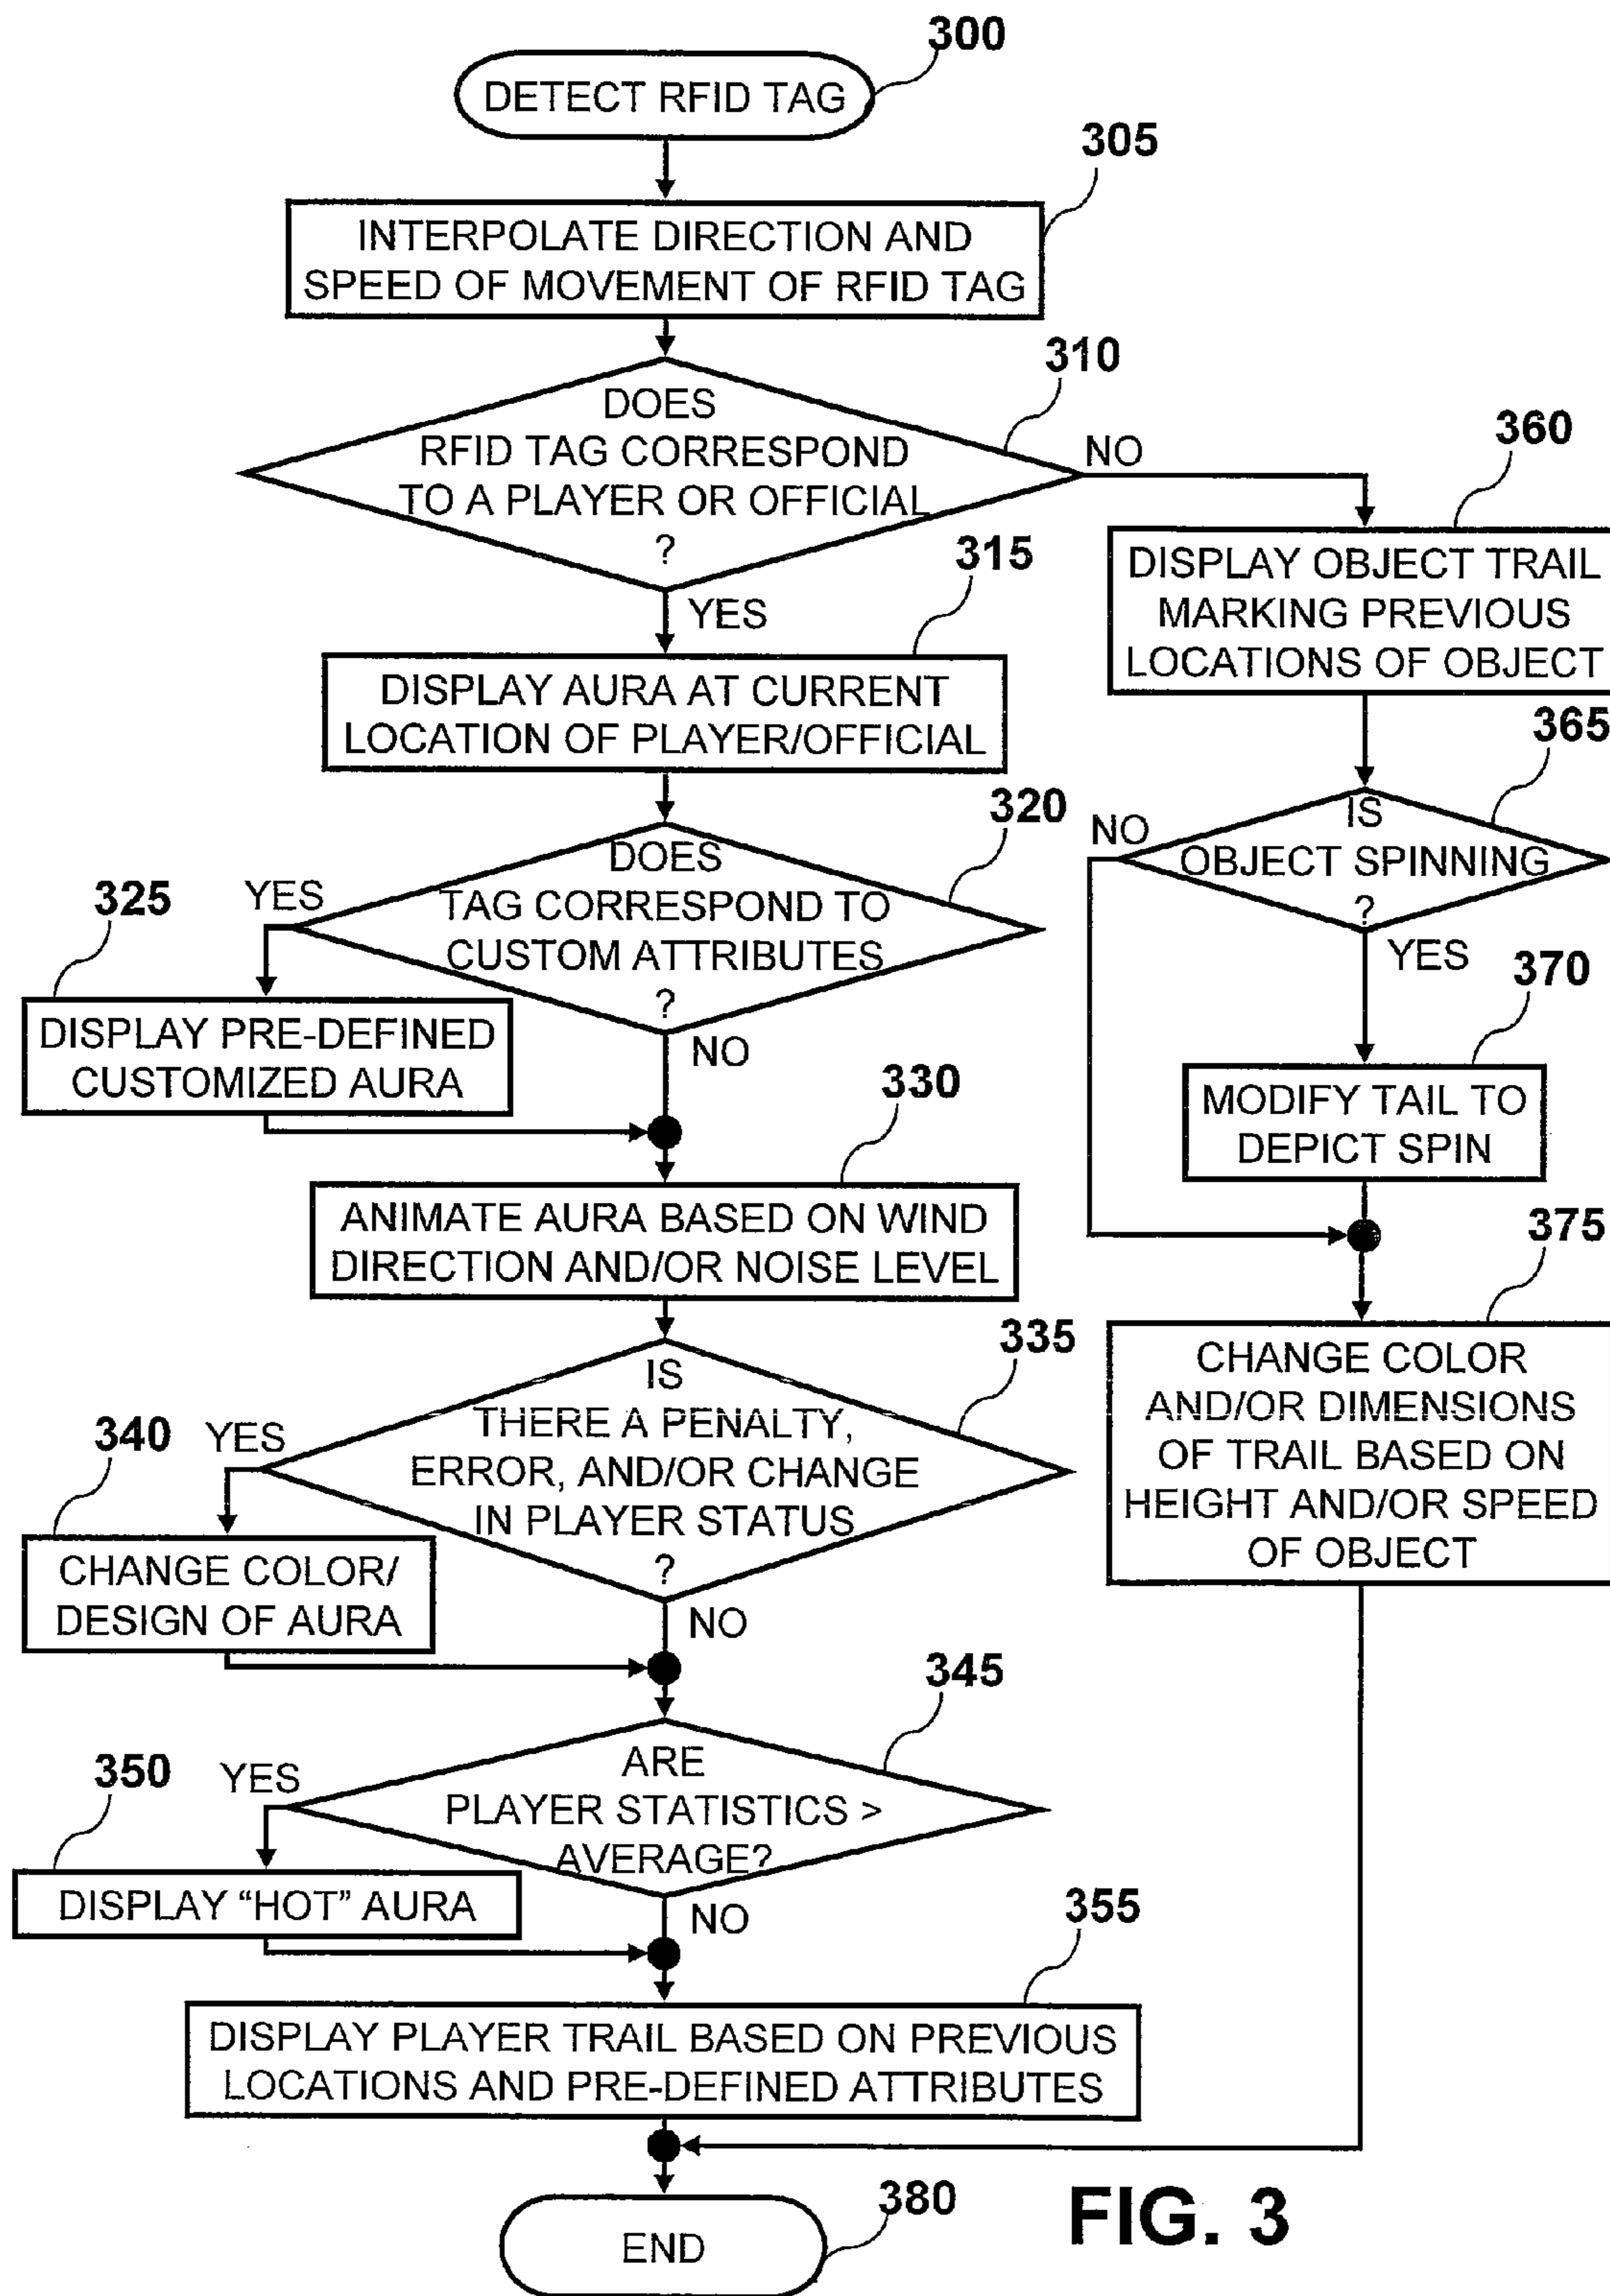 300
DETECT RFID TAG
305
INTERPOLATE DIRECTION AND
SPEED OF MOVEMENT OF RFID TAG
310
DOES
RFID TAG CORRESPOND
TO A PLAYER OR OFFICIAL
?
NO
YES
315
DISPLAY AURA AT CURRENT
LOCATION OF PLAYER/OFFICIAL
320
DOES
TAG CORRESPOND TO
CUSTOM ATTRIBUTES
?
YES
NO
325
DISPLAY PRE-DEFINED
CUSTOMIZED AURA
330
ANIMATE AURA BASED ON WIND
DIRECTION AND/OR NOISE LEVEL
335
IS
THERE A PENALTY,
ERROR, AND/OR CHANGE
IN PLAYER STATUS
?
YES
NO
340
CHANGE COLOR/
DESIGN OF AURA
345
ARE
PLAYER STATISTICS >
AVERAGE?
YES
NO
350
DISPLAY “HOT” AURA
355
DISPLAY PLAYER TRAIL BASED ON PREVIOUS
LOCATIONS AND PRE-DEFINED ATTRIBUTES
360
DISPLAY OBJECT TRAIL
MARKING PREVIOUS
LOCATIONS OF OBJECT
365
IS
OBJECT SPINNING
?
NO
YES
370
MODIFY TAIL TO
DEPICT SPIN
375
CHANGE COLOR
AND/OR DIMENSIONS
OF TRAIL BASED ON
HEIGHT AND/OR SPEED
OF OBJECT
380
END
FIG. 3